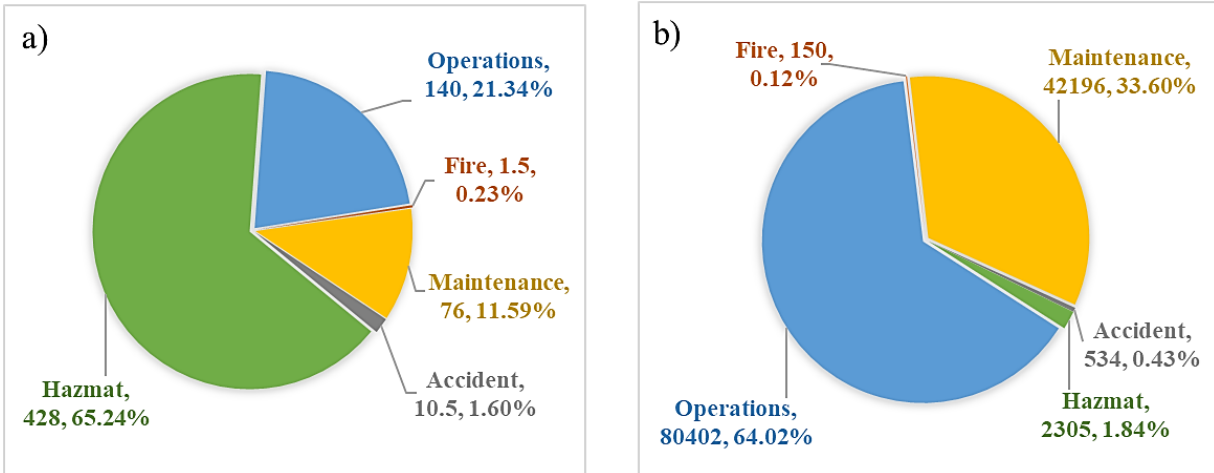 a)
Operations,
140, 21.34%
Fire, 1.5,
0.23%
Maintenance,
76, 11.59%
Accident,
10.5, 1.60%
Hazmat,
428, 65.24%
b)
Fire, 150,
0.12%
Maintenance,
42196, 33.60%
Accident,
534, 0.43%
Hazmat,
2305, 1.84%
Operations,
80402, 64.02%